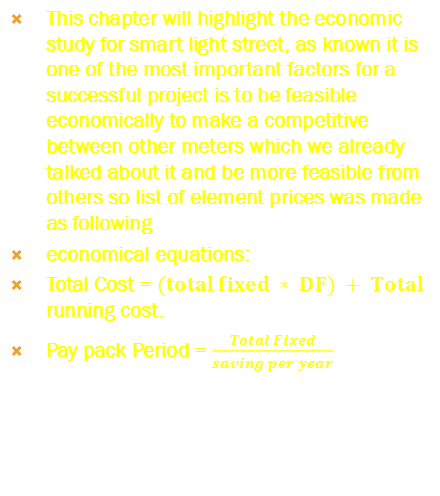 × This chapter will highlight the economic
study for smart light street, as known it is
one of the most important factors for a
successful project is to be feasible
economically to make a competitive
between other meters which we already
talked about it and be more feasible from
others so list of element prices was made
as following
× economical equations:
× Total Cost = (total fixed * DF) + Total
running cost.
× Pay pack Period = Total Fixed / saving per year